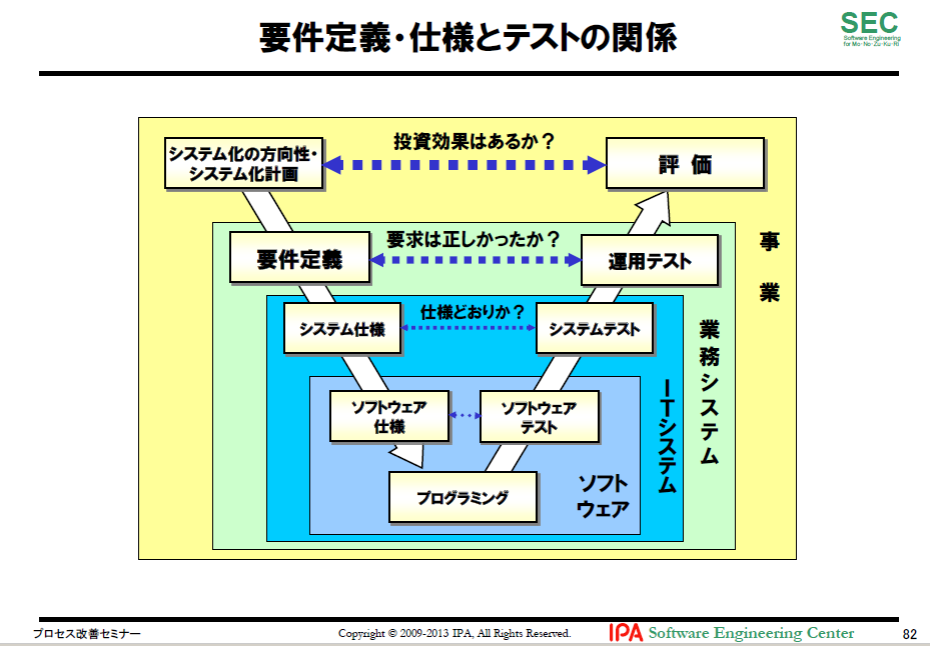 要件定義・仕様とテストの関係
SEC
Software Engineering
for Mo・No・Zu・Ku・Ri
投資効果はあるか？
システム化の方向性・
システム化計画
評 価
要求は正しかったか？
要件定義
運用テスト
事
業
仕様どおりか？
システム仕様
システムテスト
業務システム
ITシステム
ソフトウェア
仕様
ソフトウェア
テスト
プログラミング
ソフト
ウェア
プロセス改善セミナー
Copyright © 2009-2013 IPA, All Rights Reserved.
IPA Software Engineering Center
82